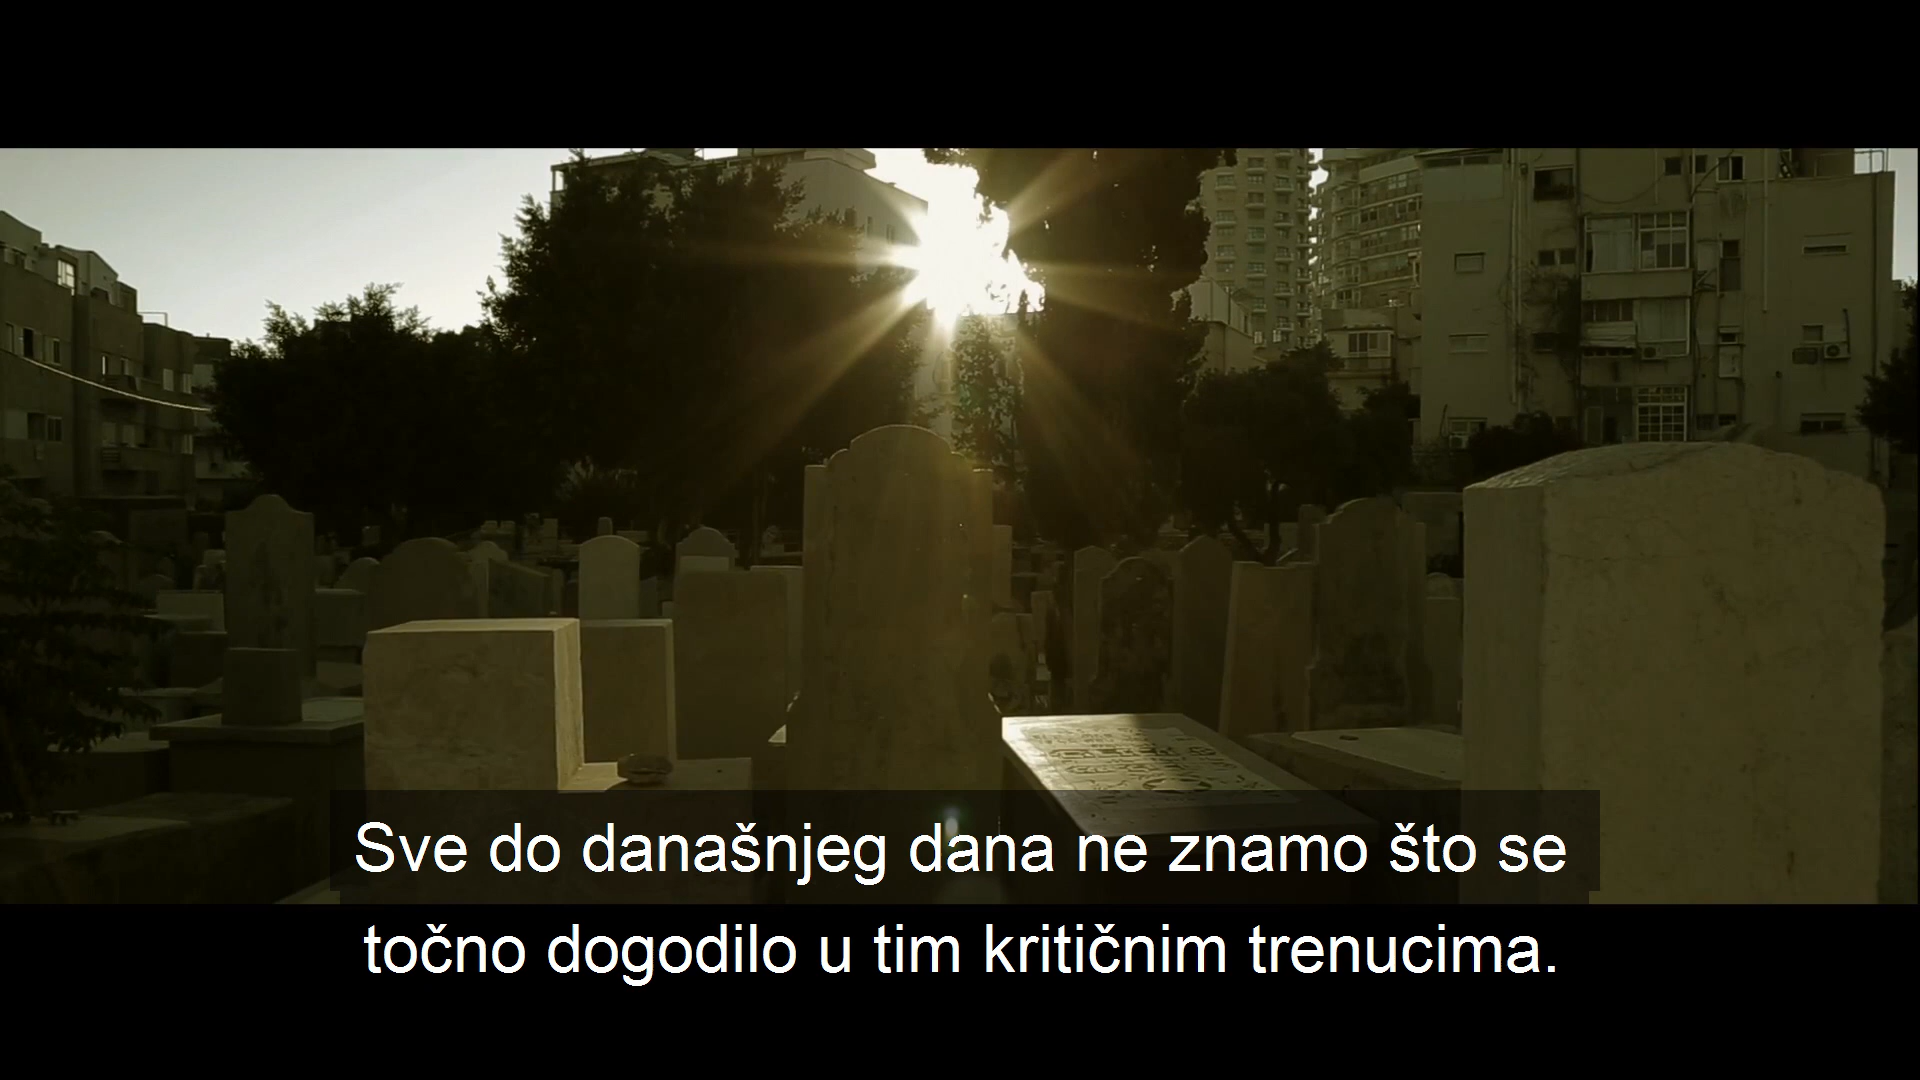 Sve do današnjeg dana ne znamo što se
točno dogodilo u tim kritičnim trenucima.